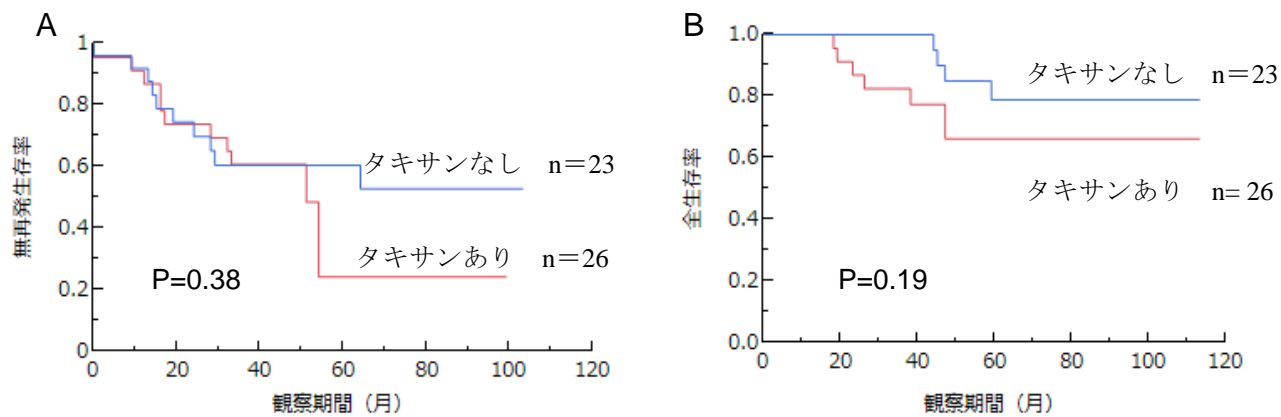 A
無再発生存率
1
0.8
0.6
0.4
0.2
0
タキサンなし n=23
タキサンあり n=26
P=0.38
0 20 40 60 80 100 120
観察期間（月）
B
全生存率
1.0
0.8
0.6
0.4
0.2
0.0
タキサンなし n=23
タキサンあり n= 26
P=0.19
0 20 40 60 80 100 120
観察期間（月）